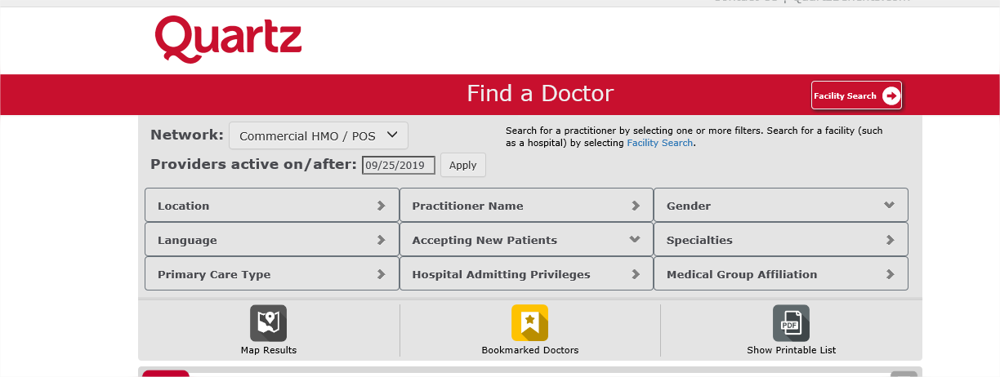 Quartz
Find a Doctor
Facility Search
Network: Commercial HMO / POS
Search for a practitioner by selecting one or more filters. Search for a facility (such
as a hospital) by selecting Facility Search.
Providers active on/after: 09/25/2019 Apply
Location Practitioner Name Gender
Language Accepting New Patients Specialties
Primary Care Type Hospital Admitting Privileges Medical Group Affiliation
PDF
Map Results Bookmarked Doctors Show Printable List